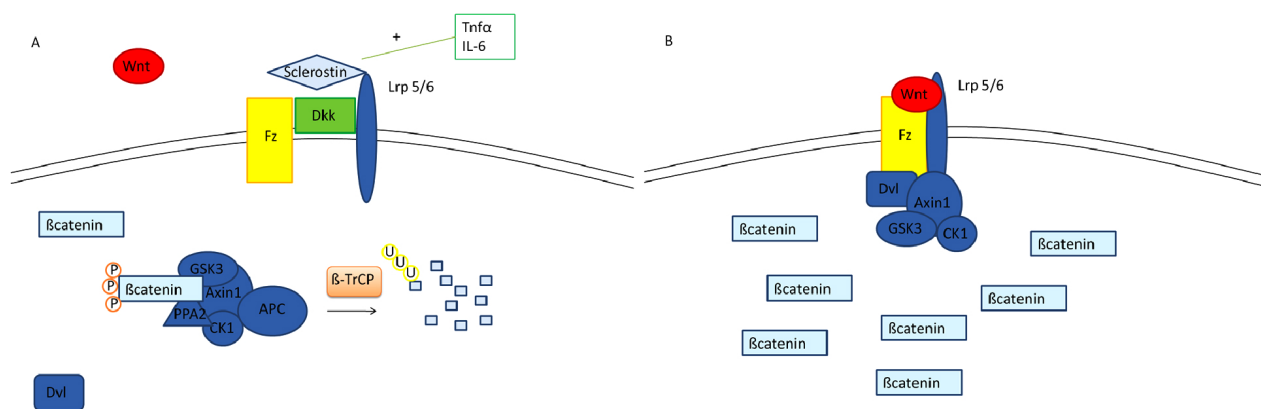 A
Wnt
Sclerostin
+
Tnfα
IL-6
Lrp 5/6
Dkk
Fz
ßcatenin
P
P
P
ßcatenin
GSK3
Axin1
PPA2
CK1
APC
ß-TrCP
U
U
U
Dvl
B
Wnt
Lrp 5/6
Fz
Dvl
Axin1
GSK3
CK1
ßcatenin
ßcatenin
ßcatenin
ßcatenin
ßcatenin
ßcatenin
ßcatenin